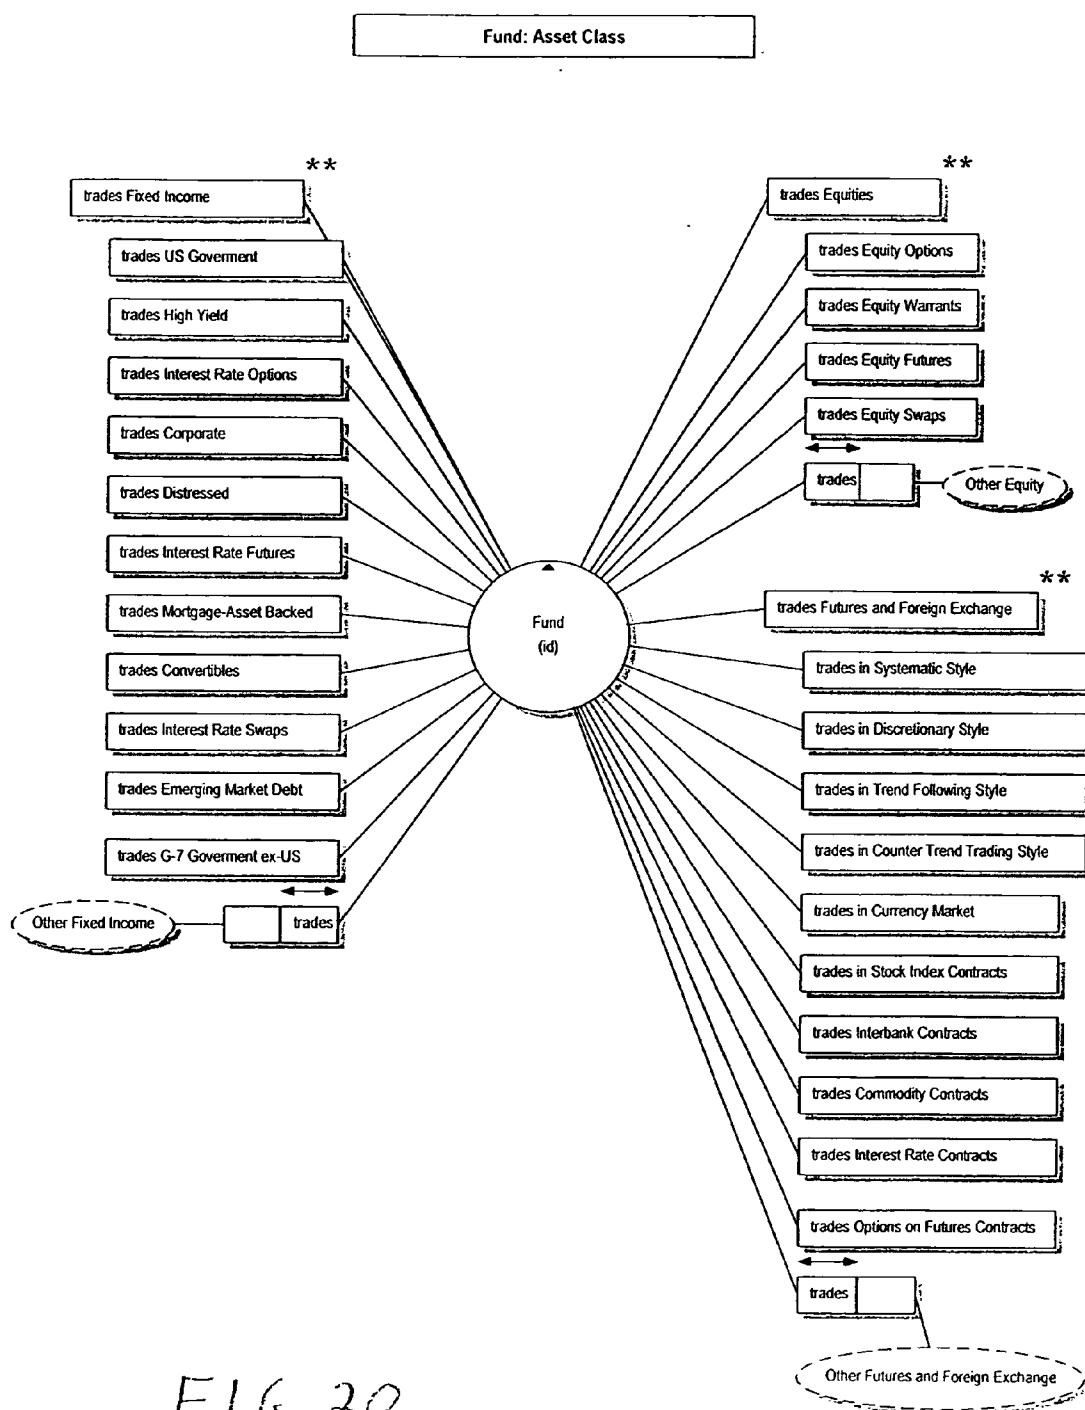 Fund: Asset Class
**
trades Fixed Income
trades US Goverment
trades High Yield
trades Interest Rate Options
trades Corporate
trades Distressed
trades Interest Rate Futures
trades Mortgage-Asset Backed
trades Convertibles
trades Interest Rate Swaps
trades Emerging Market Debt
trades G-7 Goverment ex-US
Other Fixed Income
trades
Fund
(id)
**
trades Equities
trades Equity Options
trades Equity Warrants
trades Equity Futures
trades Equity Swaps
trades
Other Equity
**
trades Futures and Foreign Exchange
trades in Systematic Style
trades in Discretionary Style
trades in Trend Following Style
trades in Counter Trend Trading Style
trades in Currency Market
trades in Stock Index Contracts
trades Interbank Contracts
trades Commodity Contracts
trades Interest Rate Contracts
trades Options on Futures Contracts
trades
Other Futures and Foreign Exchange
FIG 20